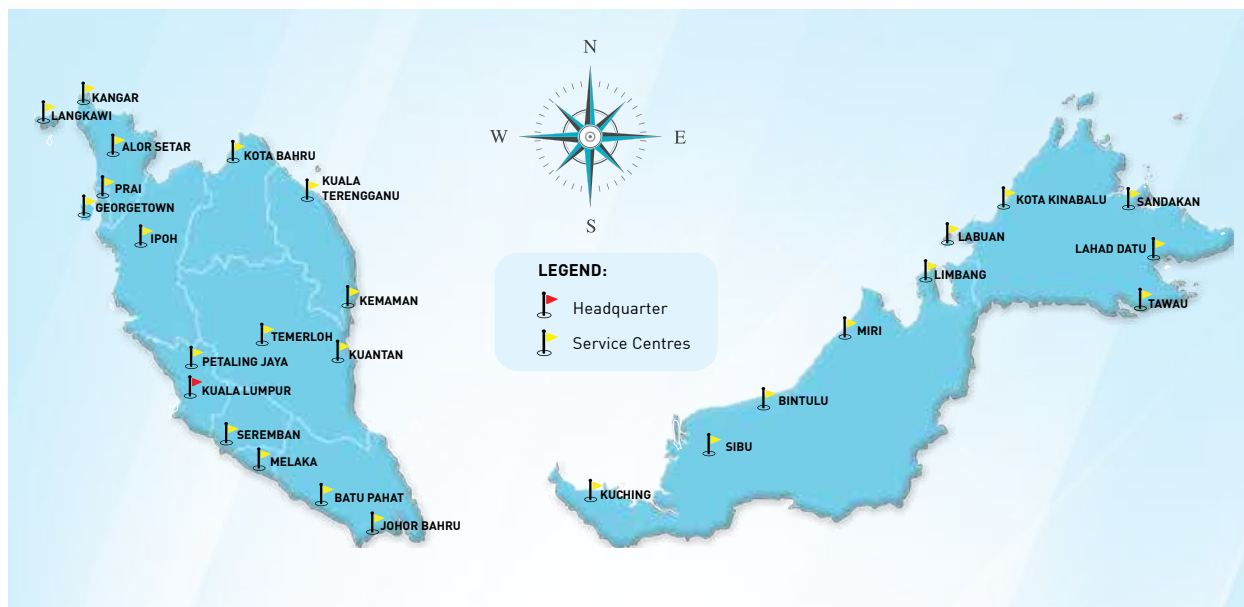 KANGAR
LANGKAWI
ALOR SETAR
KOTA BAHRU
PRAI
KUALA
TERENGGANU
GEORGETOWN
IPOH
KEMAMAN
TEMERLOH
KUANTAN
PETALING JAYA
KUALA LUMPUR
SEREMBAN
MELAKA
BATU PAHAT
JOHOR BAHRU
N
W
E
S
LEGEND:
Headquarter
Service Centres
KOTA KINABALU
SANDAKAN
LABUAN
LAHAD DATU
LIMBANG
TAWAU
MIRI
BINTULU
SIBU
KUCHING